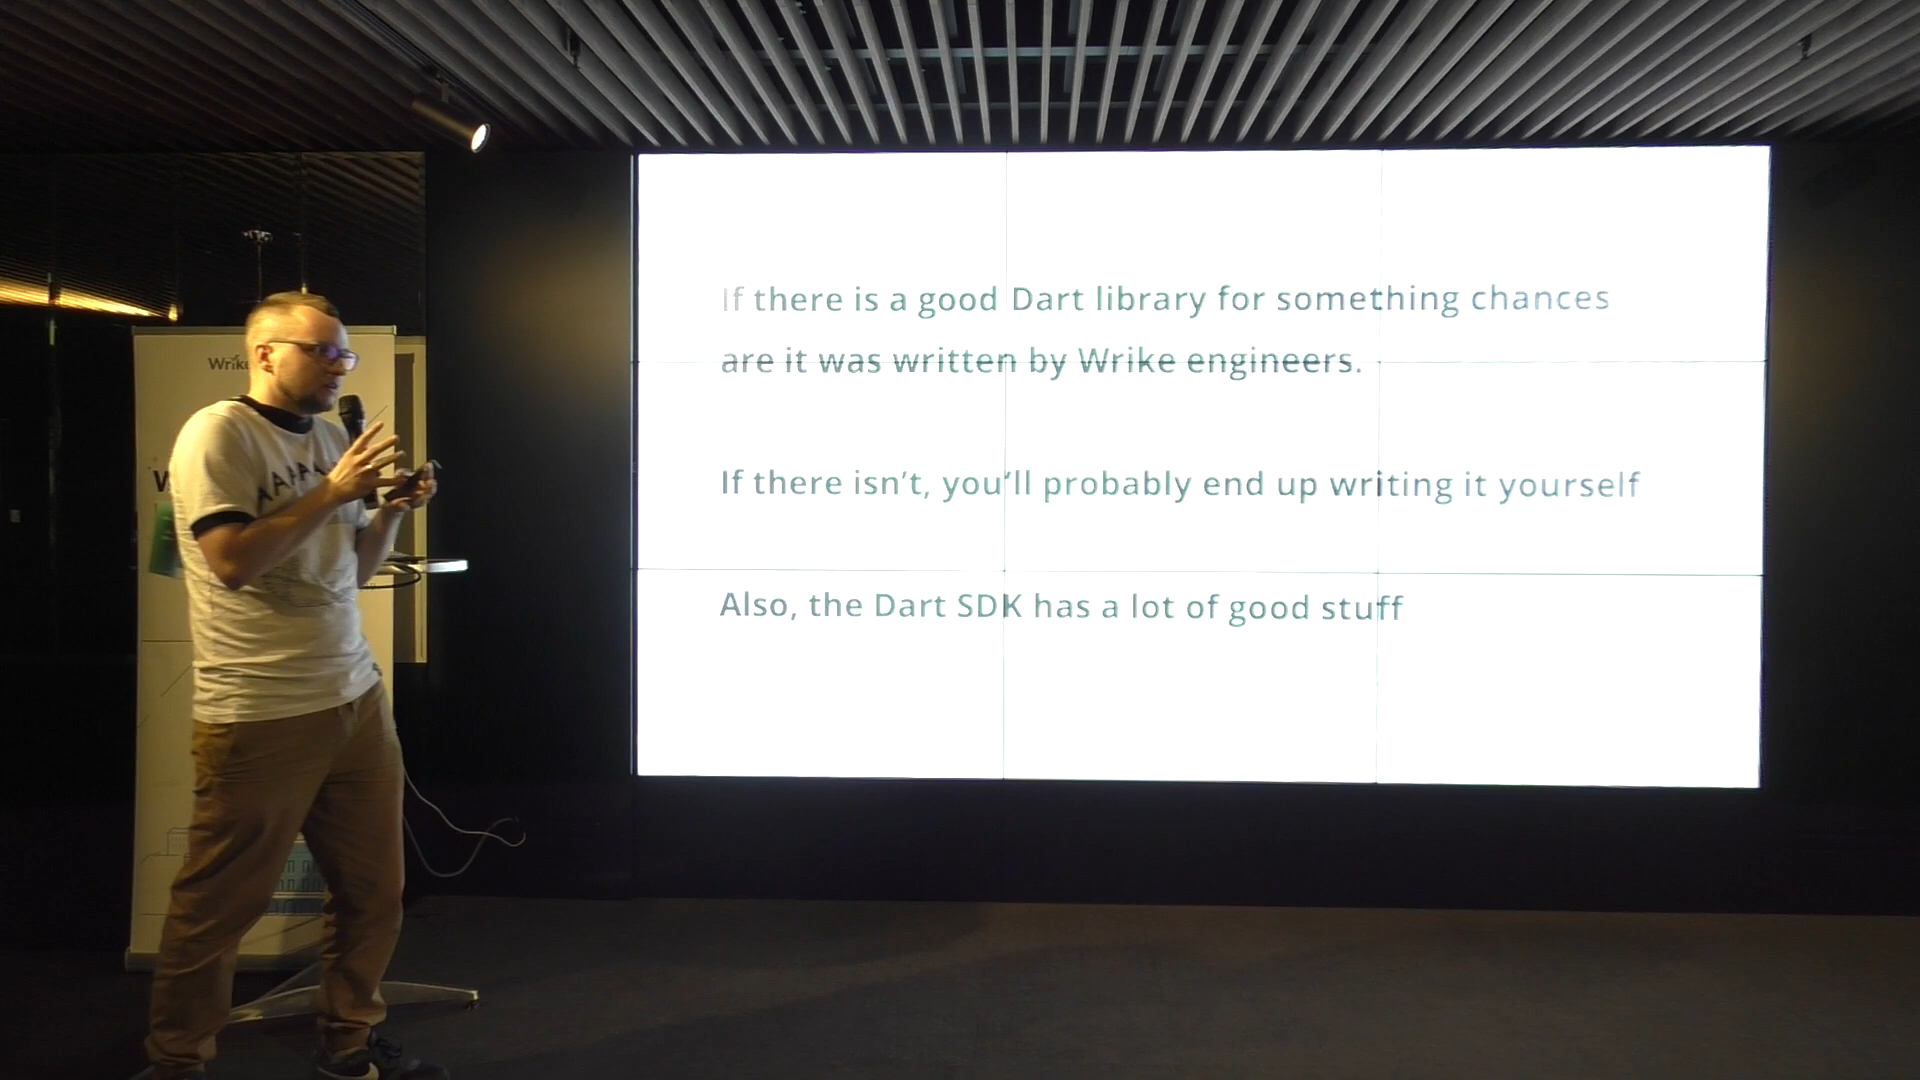 Wrike
If there is a good Dart library for something chances
are it was written by Wrike engineers.
If there isn't, you'll probably end up writing it yourself
Also, the Dart SDK has a lot of good stuff